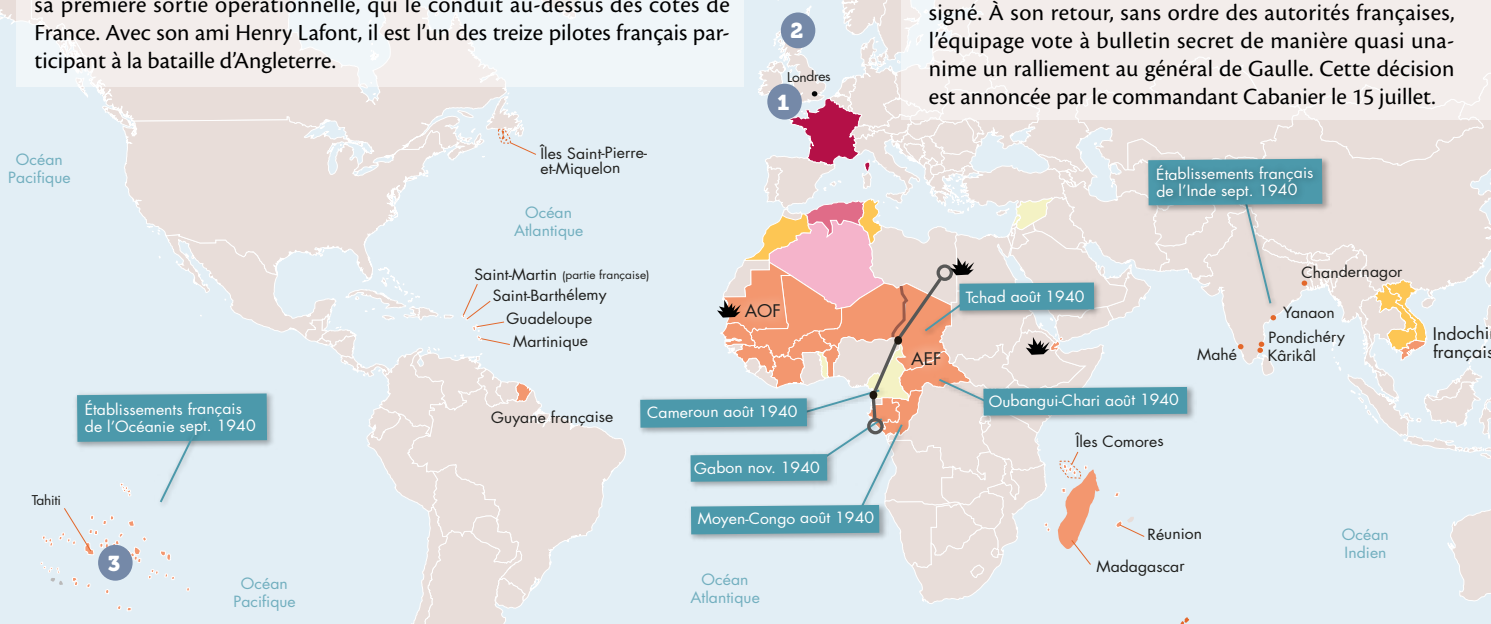 sa première sortie opérationnelle, qui le conduit au-dessus des côtes de
France. Avec son ami Henry Lafont, il est l’un des treize pilotes français par-
ticipant à la bataille d’Angleterre.
signé. À son retour, sans ordre des autorités françaises,
l’équipage vote à bulletin secret de manière quasi una-
nime un ralliement au général de Gaulle. Cette décision
est annoncée par le commandant Cabanier le 15 juillet.
2
Londres
1
Océan
Pacifique
Îles Saint-Pierre-
et-Miquelon
Océan
Atlantique
Établissements français
de l’Inde sept. 1940
Saint-Martin (partie française)
Saint-Barthélemy
Guadeloupe
Martinique
AOF
Tchad août 1940
AEF
Chandernagor
Yanaon
Pondichéry
Mahé
Kârikâl
Indochi
français
Établissements français
de l’Océanie sept. 1940
Guyane française
Cameroun août 1940
Oubangui-Chari août 1940
Gabon nov. 1940
Moyen-Congo août 1940
Îles Comores
Tahiti
3
Réunion
Madagascar
Océan
Indien
Océan
Pacifique
Océan
Atlantique